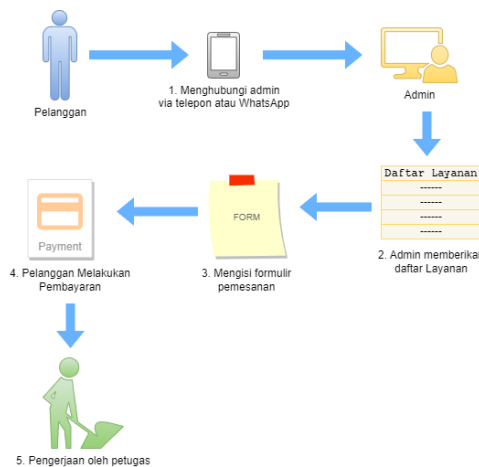 Pelanggan
1. Menghubungi admin
via telepon atau WhatsApp
Admin
Daftar Layanan
------
------
------
------
2. Admin memberikan
daftar Layanan
FORM
3. Mengisi formulir
pemesanan
Payment
4. Pelanggan Melakukan
Pembayaran
5. Pengerjaan oleh petugas